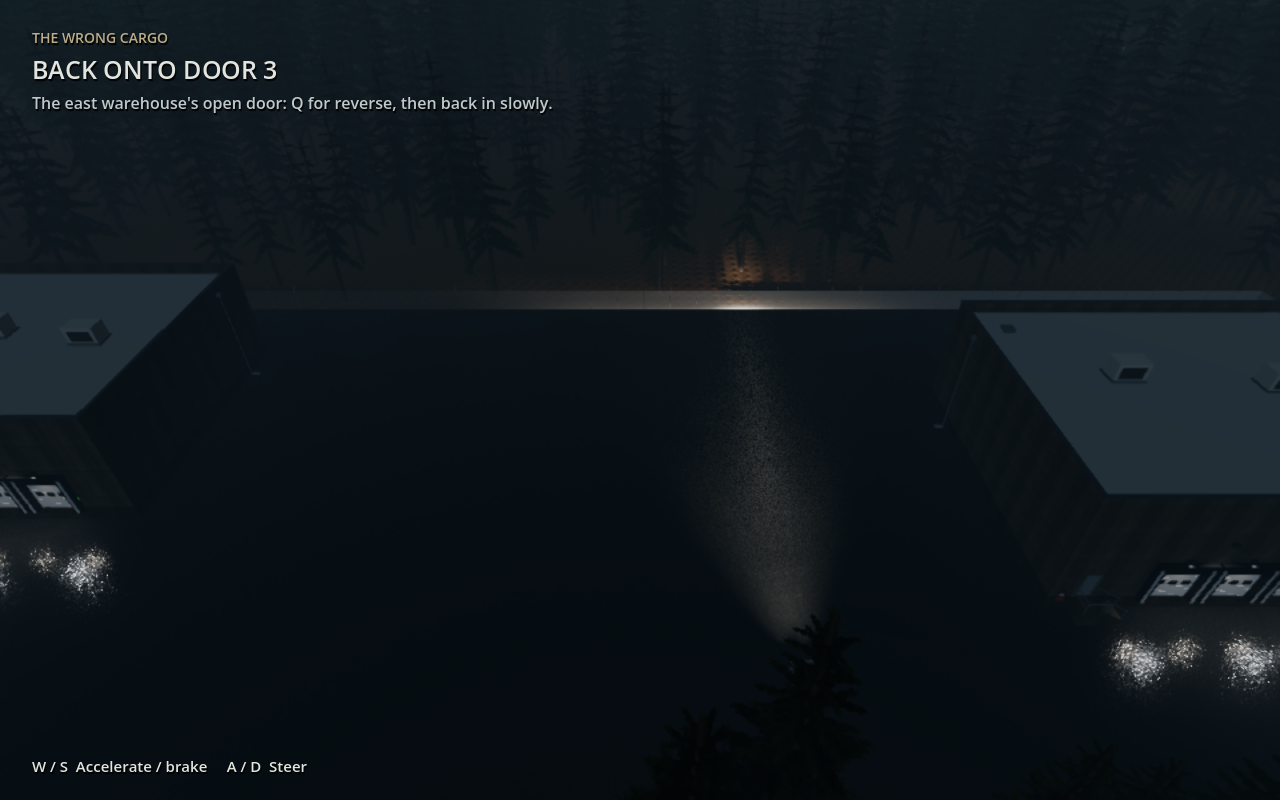 THE WRONG CARGO
BACK ONTO DOOR 3
The east warehouse's open door: Q for reverse, then back in slowly.
W / S Accelerate / brake A / D Steer